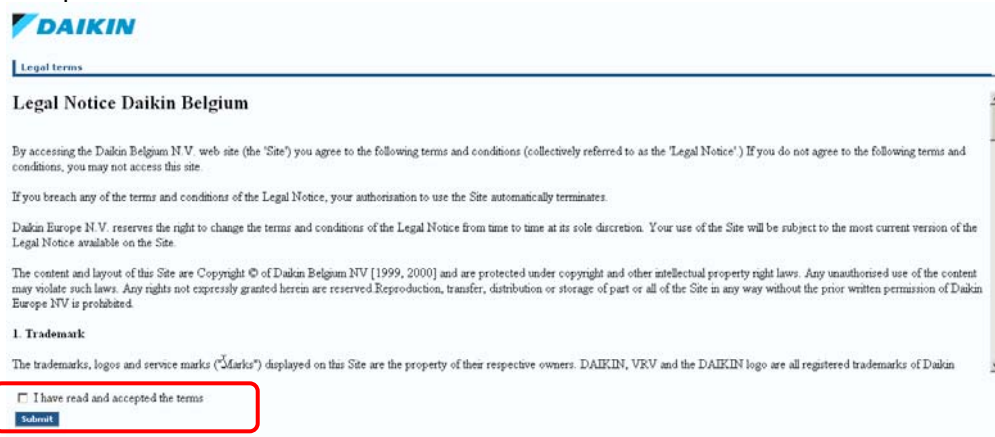 DAIKIN
Legal terms
Legal Notice Daikin Belgium
By accessing the Daikin Belgium N.V. web site (the 'Site') you agree to the following terms and conditions (collectively referred to as the 'Legal Notice'.) If you do not agree to the following terms and
conditions, you may not access this site.
If you breach any of the terms and conditions of the Legal Notice, your authorisation to use the Site automatically terminates.
Daikin Europe N.V. reserves the right to change the terms and conditions of the Legal Notice from time to time at its sole discretion. Your use of the Site will be subject to the most current version of the
Legal Notice available on the Site.
The content and layout of this Site are Copyright © of Daikin Belgium NV [1999, 2000] and are protected under copyright and other intellectual property right laws. Any unauthorised use of the content
may violate such laws. Any rights not expressly granted herein are reserved.Reproduction, transfer, distribution or storage of part or all of the Site in any way without the prior written permission of Daikin
Europe NV is prohibited.
1. Trademark
The trademarks, logos and service marks ("Marks") displayed on this Site are the property of their respective owners. DAIKIN, VRV and the DAIKIN logo are all registered trademarks of Daikin
I have read and accepted the terms
Submit